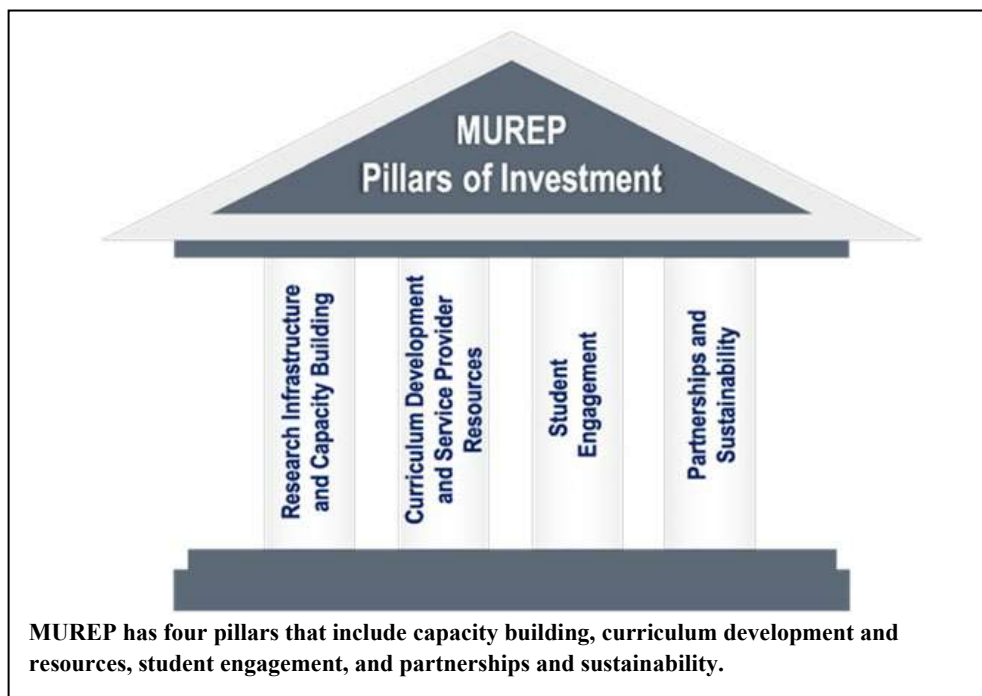 MUREP
Pillars of Investment
Research Infrastructure
and Capacity Building
Curriculum Development
and Service Provider
Resources
Student
Engagement
Partnerships and
Sustainability
MUREP has four pillars that include capacity building, curriculum development and
resources, student engagement, and partnerships and sustainability.